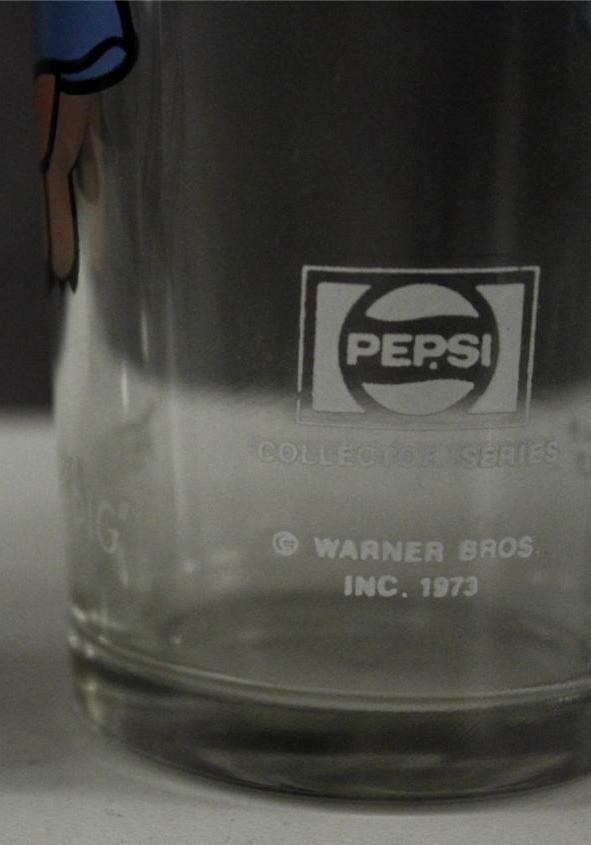 PEPSI
COLLECTOR SERIES
© WARNER BROS.
INC. 1973